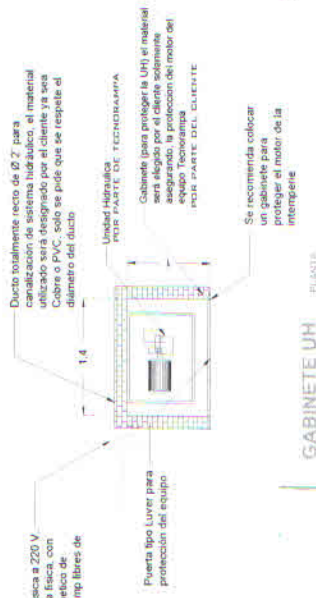 Ducto totalmente recto de Ø 2" para
canalización de sistema hidráulico, el material
utilizado será designado por el cliente ya sea
Cobre o PVC. solo se pide que se respete el
diámetro del ducto
sica a 220 V.
a física, con
ético de
mp libres de
1,4
Unidad Hidráulica
POR PARTE DE TECNORAMPA
Gabinete (para proteger la UH) el material
será elegido por el cliente solamente
asegurando, la protección del motor del
equipo Tecnorampa
POR PARTE DEL CLIENTE
Puerta tipo Luver para
protección del equipo
Se recomienda colocar
un gabinete para
proteger el motor de la
intemperie
GABINETE UH
PLANTA